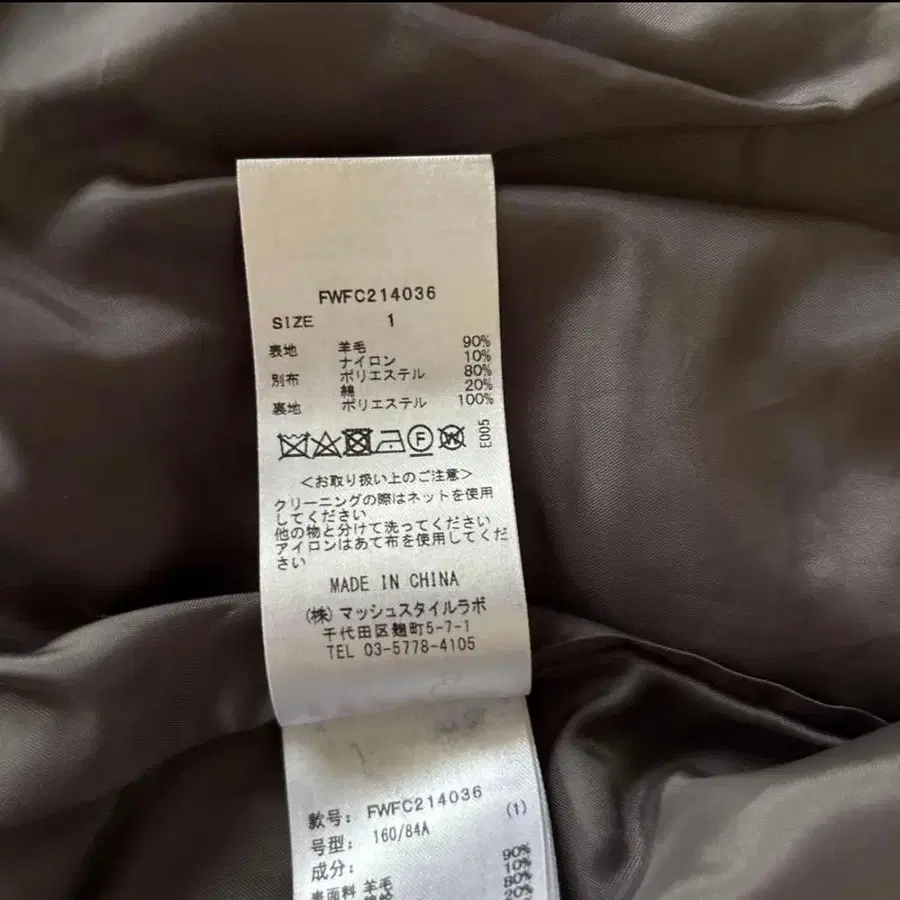 FWFC214036
SIZE 1
表地 羊毛 90%
ナイロン 10%
別布 ポリエステル 80%
綿 20%
裏地 ポリエステル 100%
F W E005
<お取り扱い上のご注意>
クリーニングの際はネットを使用
してください
他の物と分けて洗ってください
アイロンはあて布を使用してくだ
さい
MADE IN CHINA
(株)マッシュスタイルラボ
千代田区麹町5-7-1
TEL 03-5778-4105
款号: FWFC214036 (1)
号型: 160/84A
成分:
90%
10%
表面料 羊毛 80%
20%